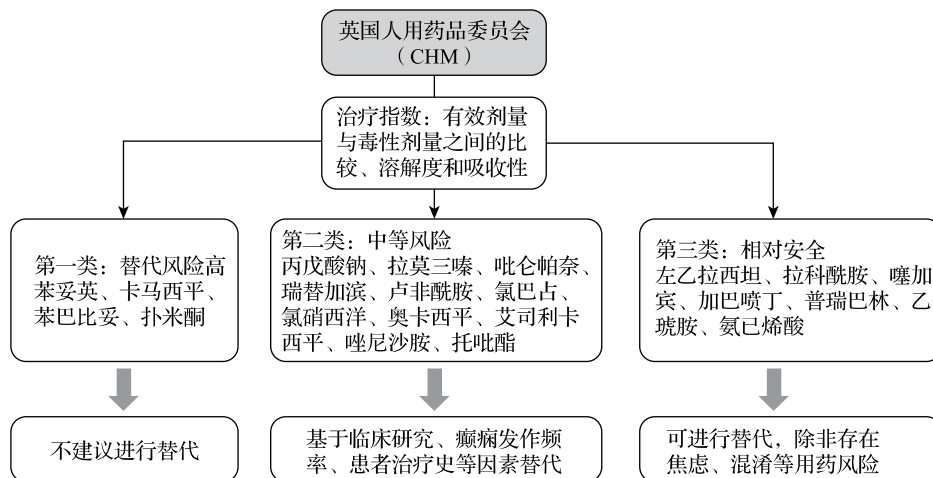 英国人用药品委员会
（CHM）
治疗指数：有效剂量
与毒性剂量之间的比
较、溶解度和吸收性
第一类：替代风险高
苯妥英、卡马西平、
苯巴比妥、扑米酮
第二类：中等风险
丙戊酸钠、拉莫三嗪、吡仑帕奈、
瑞替加滨、卢非酰胺、氯巴占、
氯硝西泮、奥卡西平、艾司利卡
西平、唑尼沙胺、托吡酯
第三类：相对安全
左乙拉西坦、拉科酰胺、噻加
宾、加巴喷丁、普瑞巴林、乙
琥胺、氨已烯酸
不建议进行替代
基于临床研究、癫痫发作频
率、患者治疗史等因素替代
可进行替代，除非存在
焦虑、混淆等用药风险